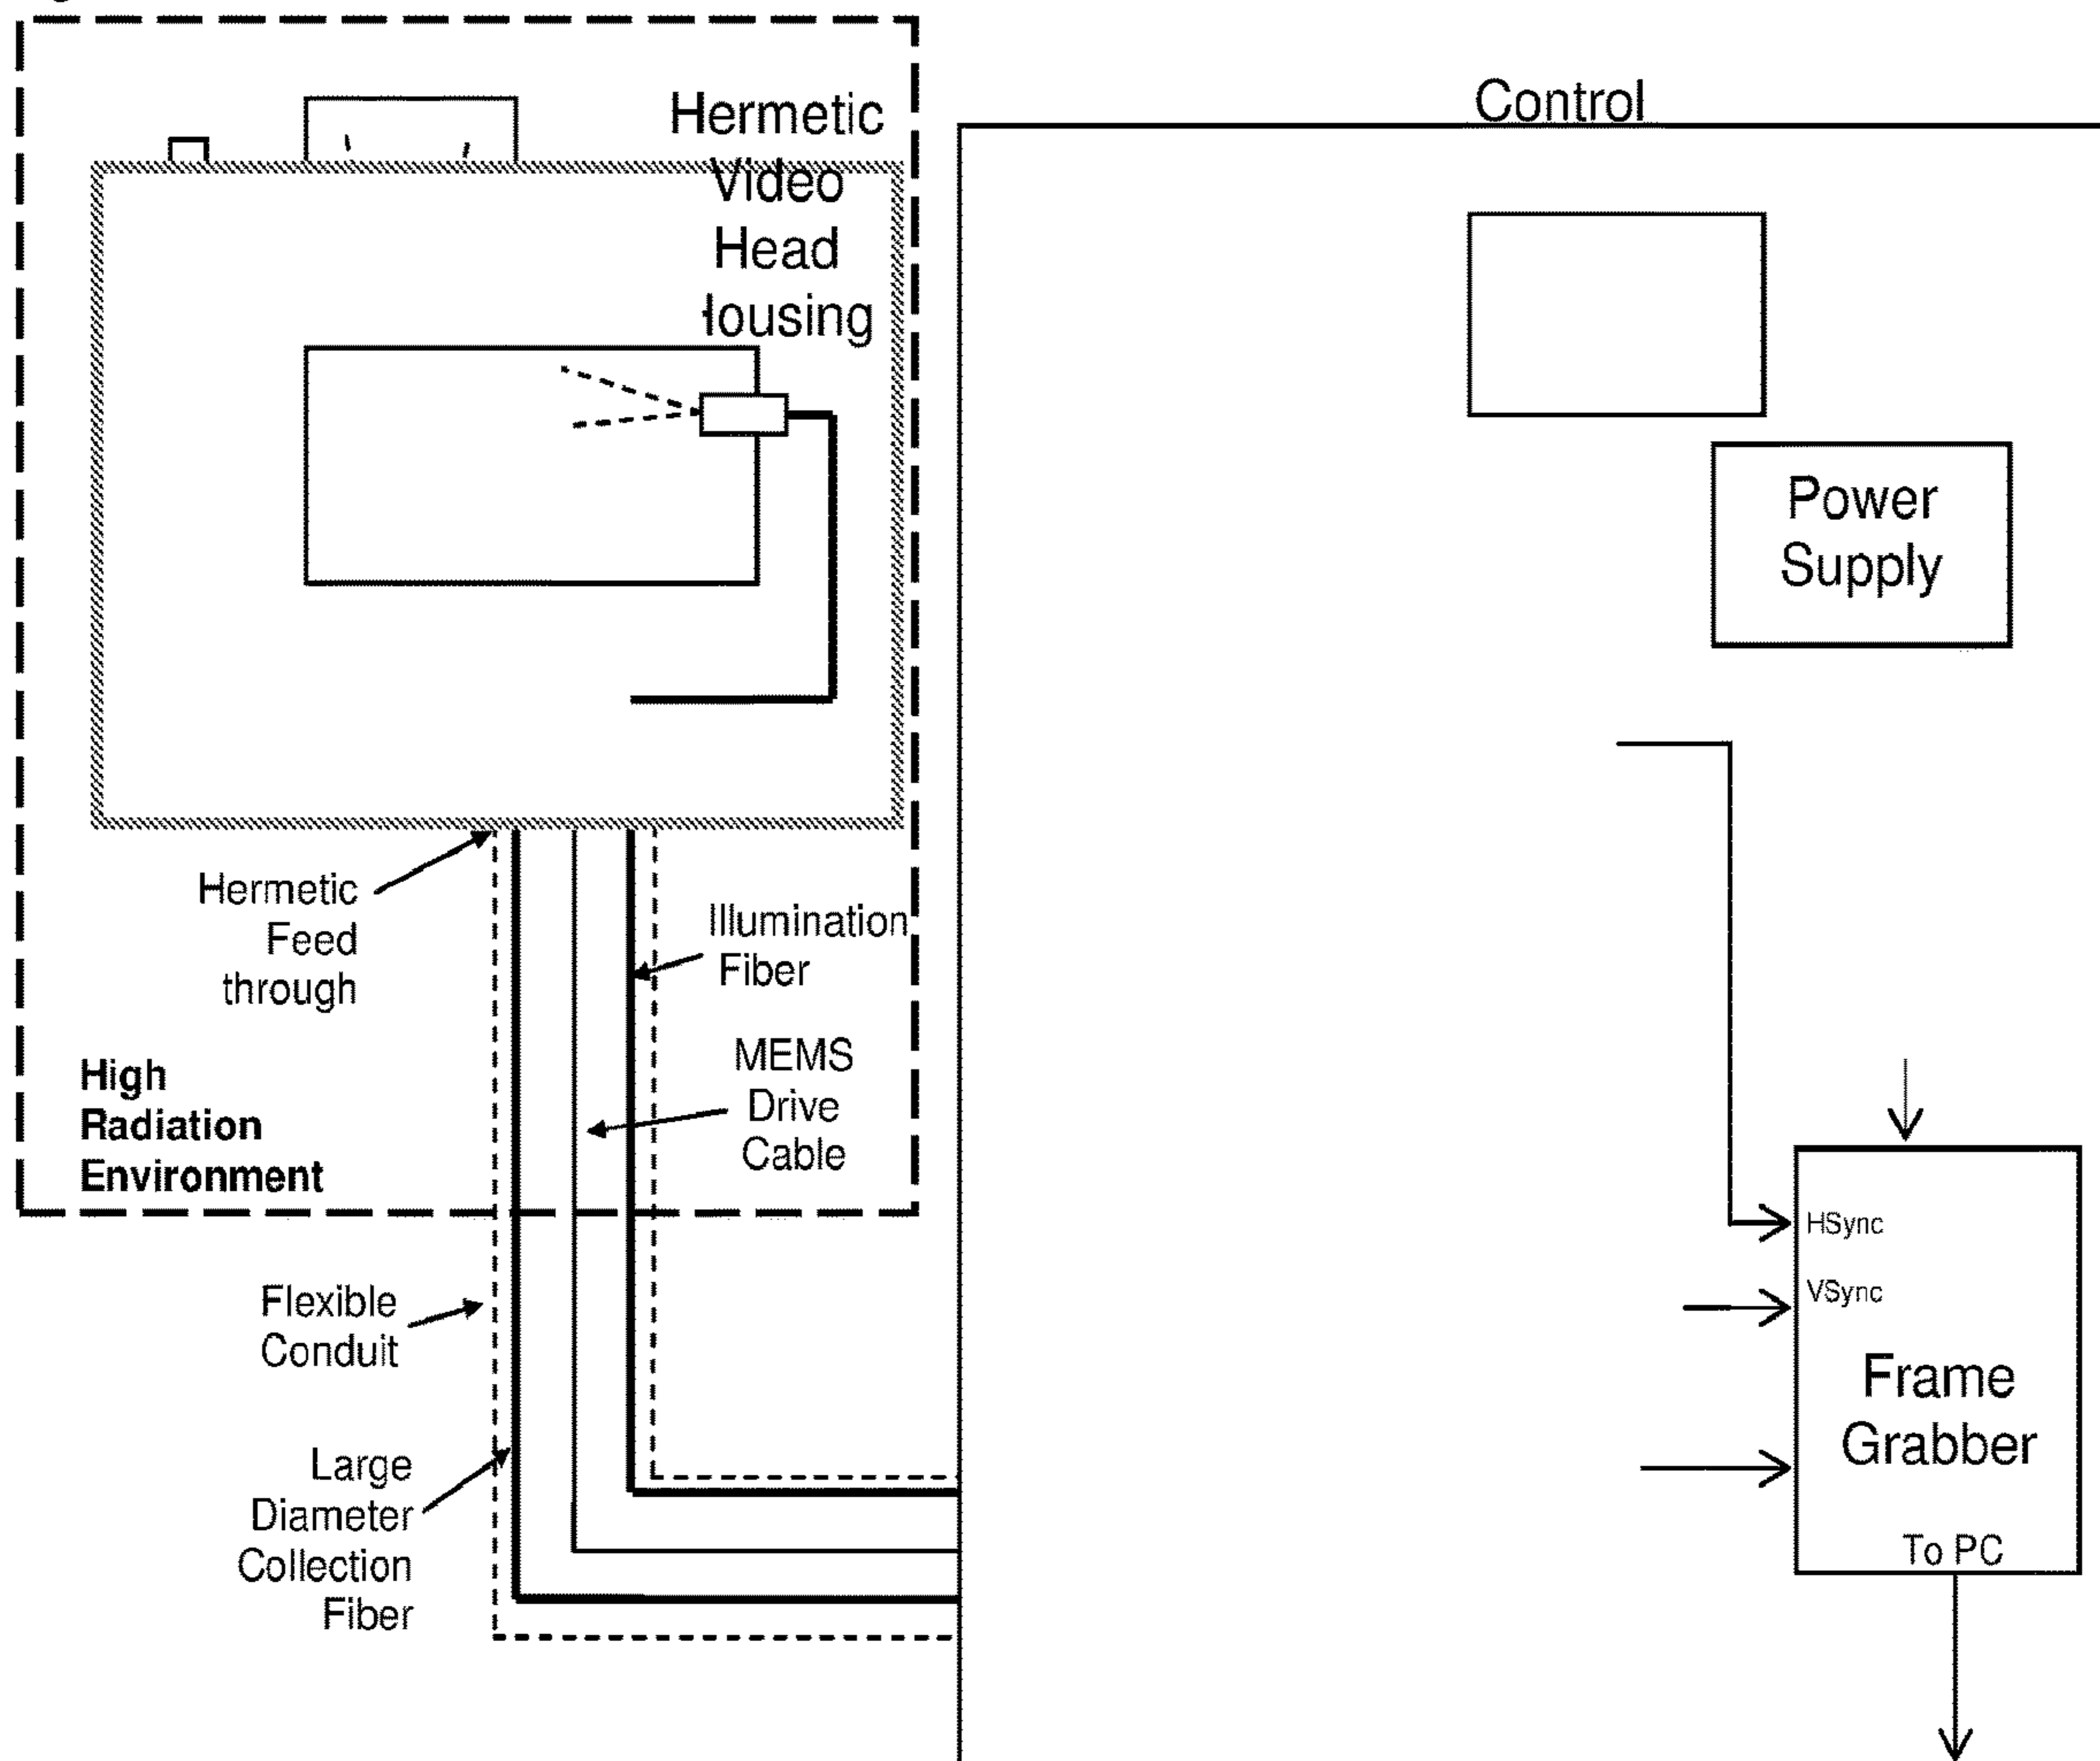 Hermetic
Video
Head
Housing
Control
Power
Supply
Hermetic
Feed
through
Illumination
Fiber
MEMS
Drive
Cable
High
Radiation
Environment
Flexible
Conduit
Large
Diameter
Collection
Fiber
HSync
VSync
Frame
Grabber
To PC